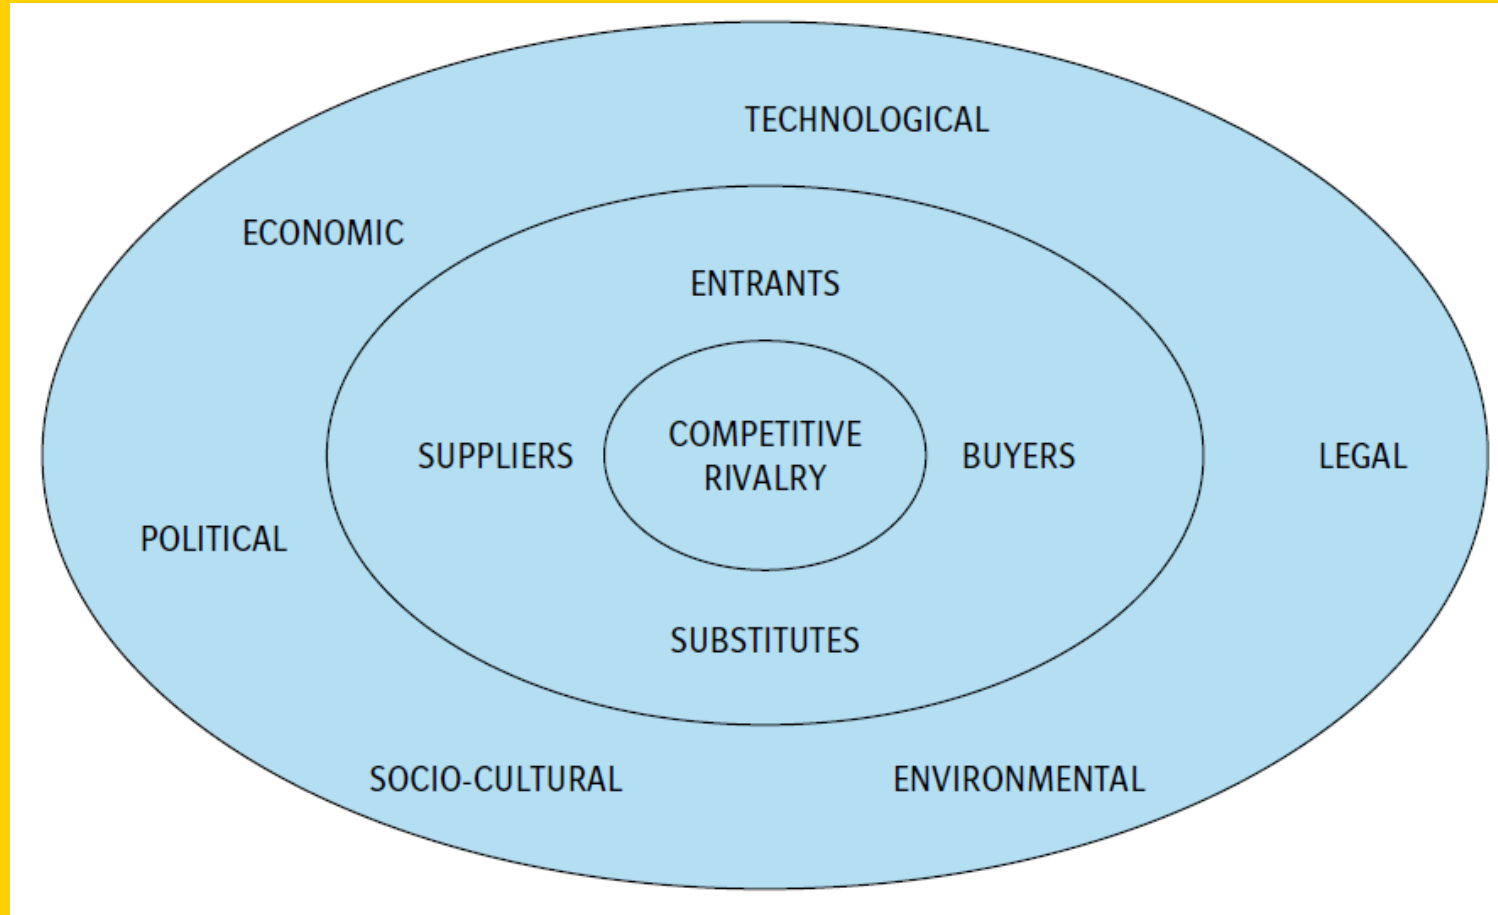 TECHNOLOGICAL
ECONOMIC
ENTRANTS
SUPPLIERS
COMPETITIVE
RIVALRY
BUYERS
LEGAL
POLITICAL
SUBSTITUTES
SOCIO-CULTURAL
ENVIRONMENTAL